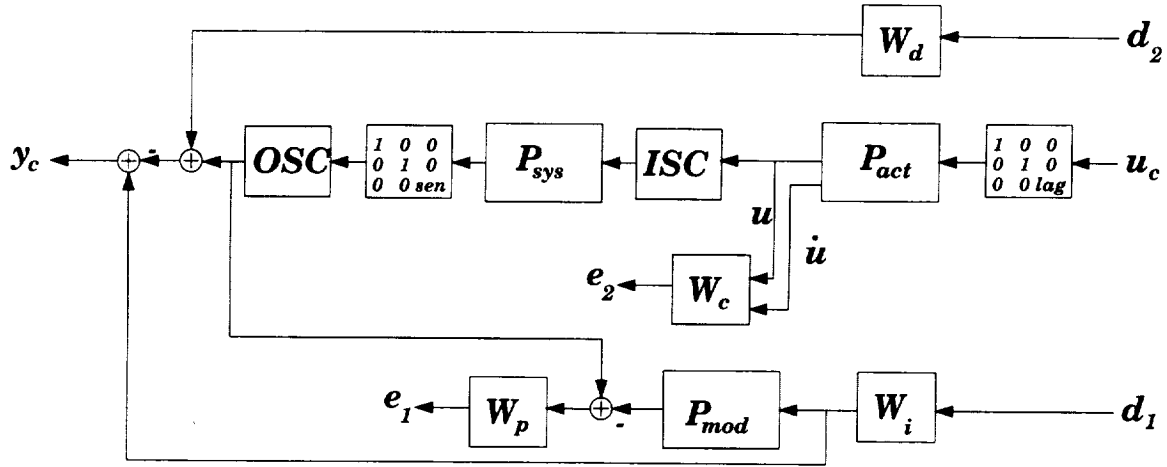 W_d
d_2
y_c
-
OSC
1 0 0
0 1 0
0 0 sen
P_sys
ISC
P_act
1 0 0
0 1 0
0 0 lag
u_c
u
u̇
e_2
W_c
e_1
W_p
-
P_mod
W_i
d_1